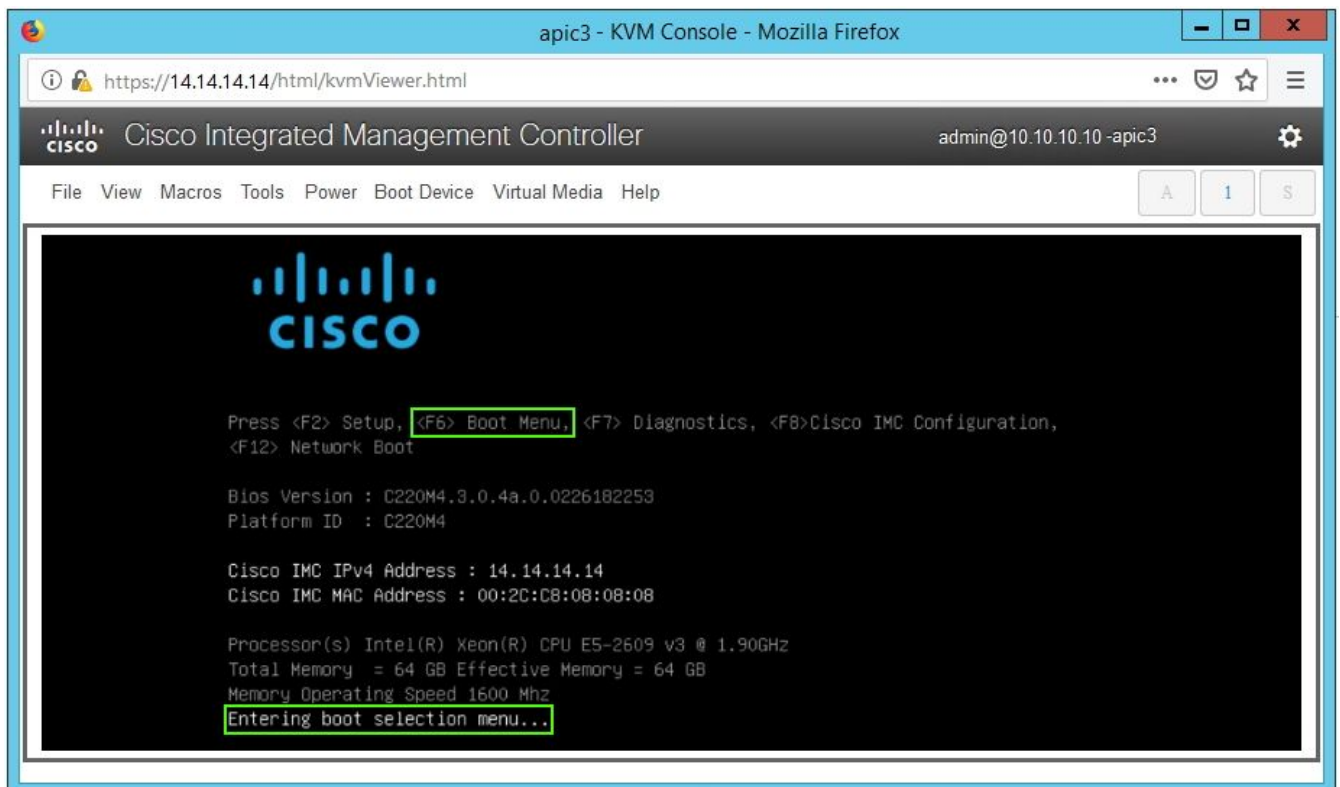 apic3 - KVM Console - Mozilla Firefox
https://14.14.14.14/html/kvmViewer.html
CISCO Cisco Integrated Management Controller admin@10.10.10.10 -apic3
File View Macros Tools Power Boot Device Virtual Media Help A 1 S
CISCO
Press <F2> Setup, <F6> Boot Menu, <F7> Diagnostics, <F8>Cisco IMC Configuration,
<F12> Network Boot
Bios Version : C220M4.3.0.4a.0.0226182253
Platform ID : C220M4
Cisco IMC IPv4 Address : 14.14.14.14
Cisco IMC MAC Address : 00:2C:C8:08:08:08
Processor(s) Intel(R) Xeon(R) CPU E5-2609 v3 @ 1.90GHz
Total Memory = 64 GB Effective Memory = 64 GB
Memory Operating Speed 1600 Mhz
Entering boot selection menu...